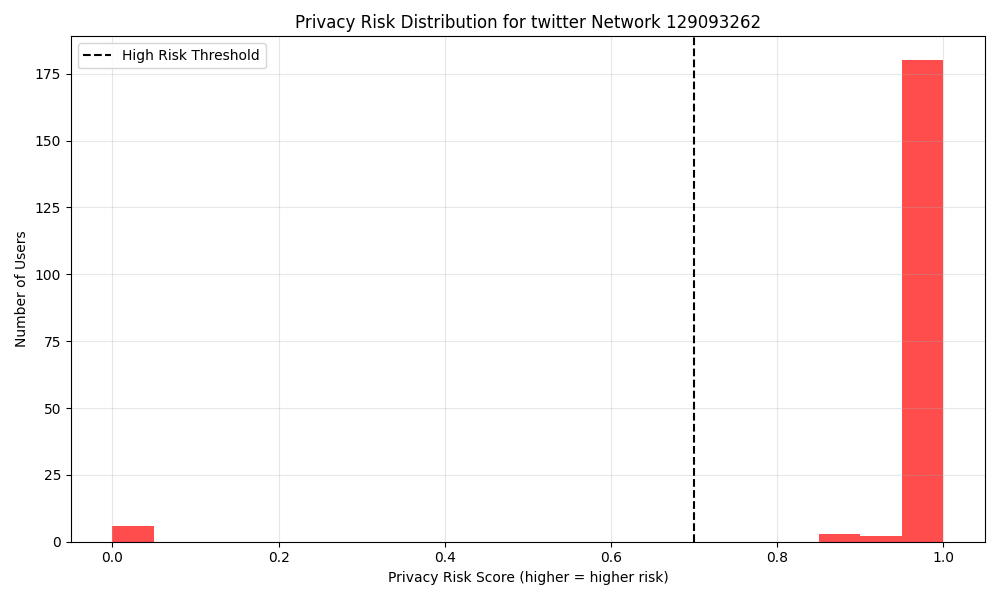 Privacy Risk Distribution for twitter Network 129093262
High Risk Threshold
175
150
125
100
75
50
25
0
Number of Users
0.0 0.2 0.4 0.6 0.8 1.0
Privacy Risk Score (higher = higher risk)